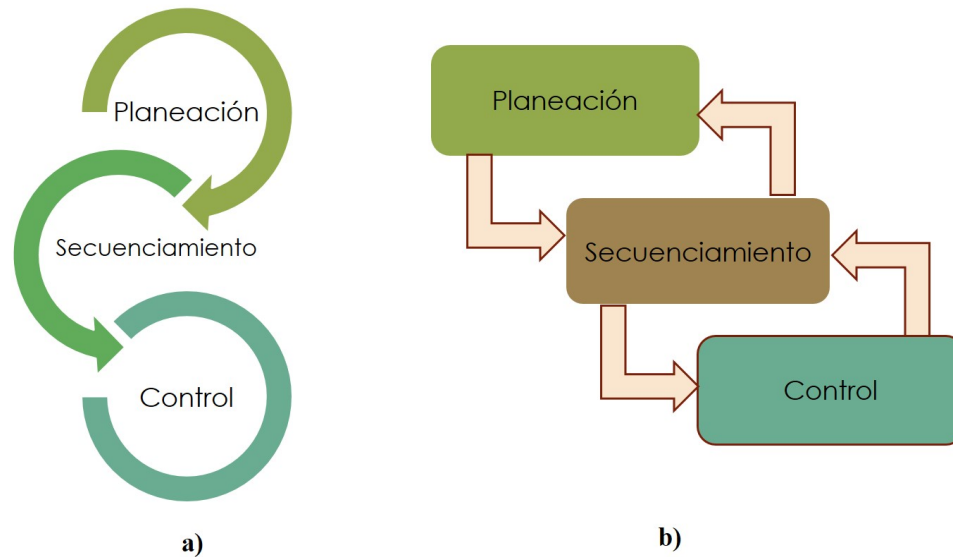 Planeación
Secuenciamiento
Control
a)
Planeación
Secuenciamiento
Control
b)